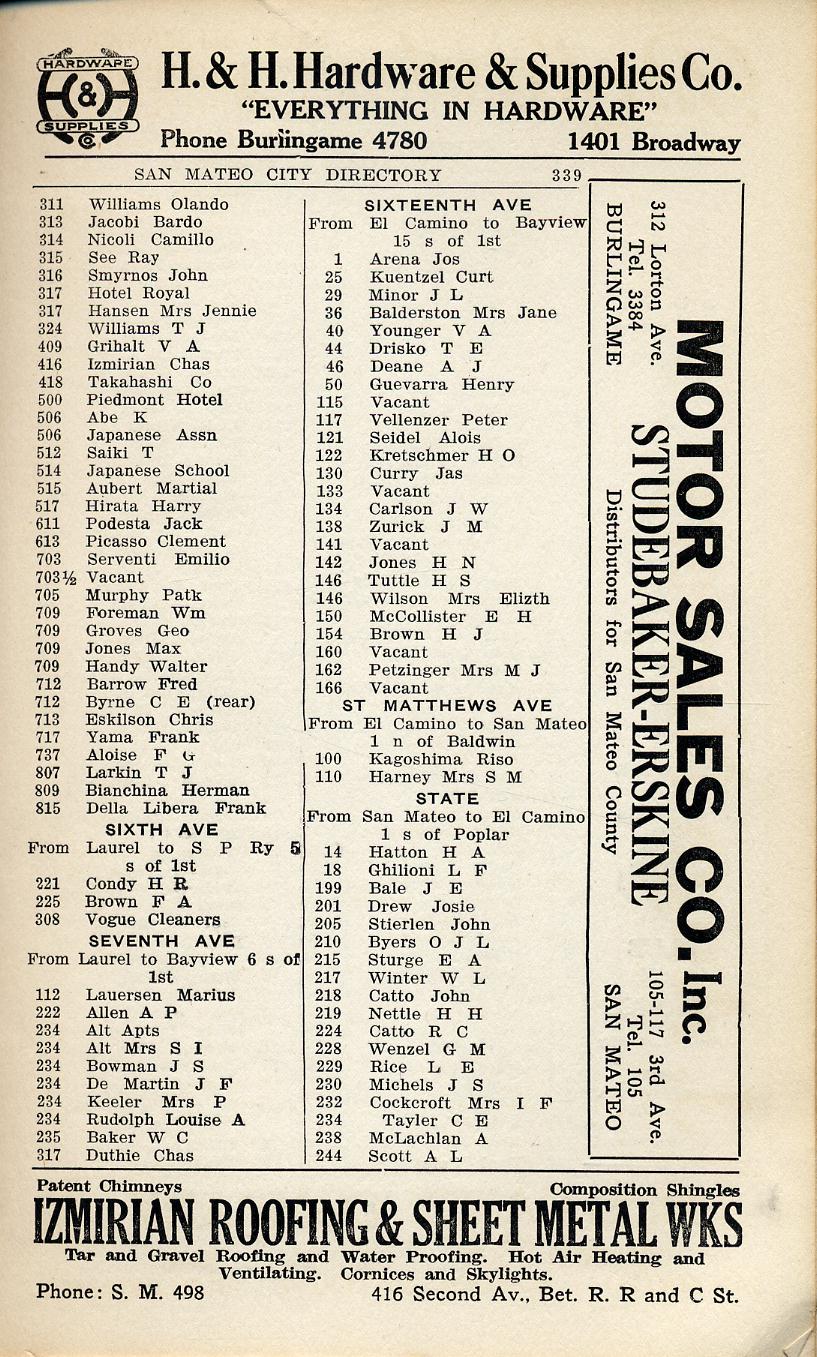 HARDWARE
H & H
SUPPLIES
Co
H. & H. Hardware & Supplies Co.
"EVERYTHING IN HARDWARE"
Phone Burlingame 4780 1401 Broadway
SAN MATEO CITY DIRECTORY 339
311 Williams Olando
313 Jacobi Bardo
314 Nicoli Camillo
315 See Ray
316 Smyrnos John
317 Hotel Royal
317 Hansen Mrs Jennie
324 Williams T J
409 Grihalt V A
416 Izmirian Chas
418 Takahashi Co
500 Piedmont Hotel
506 Abe K
506 Japanese Assn
512 Saiki T
514 Japanese School
515 Aubert Martial
517 Hirata Harry
611 Podesta Jack
613 Picasso Clement
703 Serventi Emilio
703½ Vacant
705 Murphy Patk
709 Foreman Wm
709 Groves Geo
709 Jones Max
709 Handy Walter
712 Barrow Fred
712 Byrne C E (rear)
713 Eskilson Chris
717 Yama Frank
737 Aloise F G
807 Larkin T J
809 Bianchina Herman
815 Della Libera Frank
SIXTH AVE
From Laurel to S P Ry 5
s of 1st
221 Condy H R
225 Brown F A
308 Vogue Cleaners
SEVENTH AVE
From Laurel to Bayview 6 s of
1st
112 Lauersen Marius
222 Allen A P
234 Alt Apts
234 Alt Mrs S I
234 Bowman J S
234 De Martin J F
234 Keeler Mrs P
234 Rudolph Louise A
235 Baker W C
317 Duthie Chas
SIXTEENTH AVE
From El Camino to Bayview
15 s of 1st
1 Arena Jos
25 Kuentzel Curt
29 Minor J L
36 Balderston Mrs Jane
40 Younger V A
44 Drisko T E
46 Deane A J
50 Guevarra Henry
115 Vacant
117 Vellenzer Peter
121 Seidel Alois
122 Kretschmer H O
130 Curry Jas
133 Vacant
134 Carlson J W
138 Zurick J M
141 Vacant
142 Jones H N
146 Tuttle H S
146 Wilson Mrs Elizth
150 McCollister E H
154 Brown H J
160 Vacant
162 Petzinger Mrs M J
166 Vacant
ST MATTHEWS AVE
From El Camino to San Mateo
1 n of Baldwin
100 Kagoshima Riso
110 Harney Mrs S M
STATE
From San Mateo to El Camino
1 s of Poplar
14 Hatton H A
18 Ghilioni L F
199 Bale J E
201 Drew Josie
205 Stierlen John
210 Byers O J L
215 Sturge E A
217 Winter W L
218 Catto John
219 Nettle H H
224 Catto R C
228 Wenzel G M
229 Rice L E
230 Michels J S
232 Cockcroft Mrs I F
234 Tayler C E
238 McLachlan A
244 Scott A L
MOTOR SALES CO. Inc.
STUDEBAKER-ERSKINE
Distributors for San Mateo County
312 Lorton Ave.
Tel. 3384
BURLINGAME
105-117 3rd Ave.
Tel. 105
SAN MATEO
Patent Chimneys Composition Shingles
IZMIRIAN ROOFING & SHEET METAL WKS
Tar and Gravel Roofing and Water Proofing. Hot Air Heating and
Ventilating. Cornices and Skylights.
Phone: S. M. 498 416 Second Av., Bet. R. R and C St.